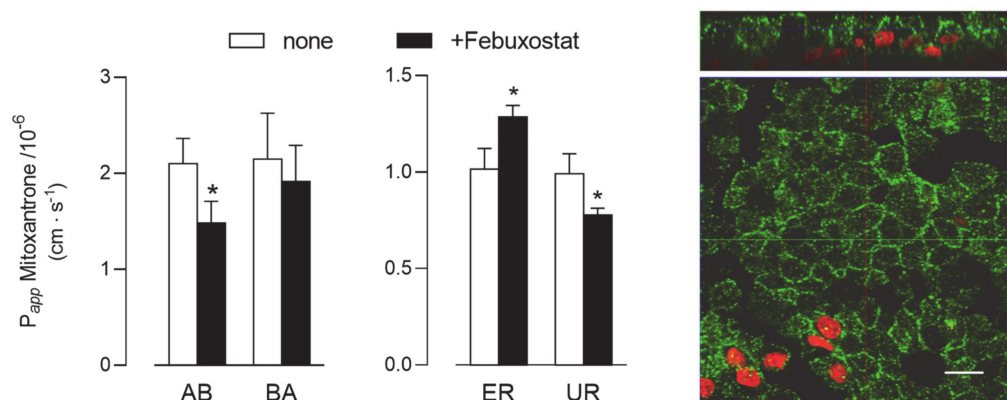 none
+Febuxostat
P_app Mitoxantrone /10⁻⁶
(cm · s⁻¹)
3
2
1
0
AB
BA
1.5
1.0
0.5
0.0
ER
UR
*
*
*